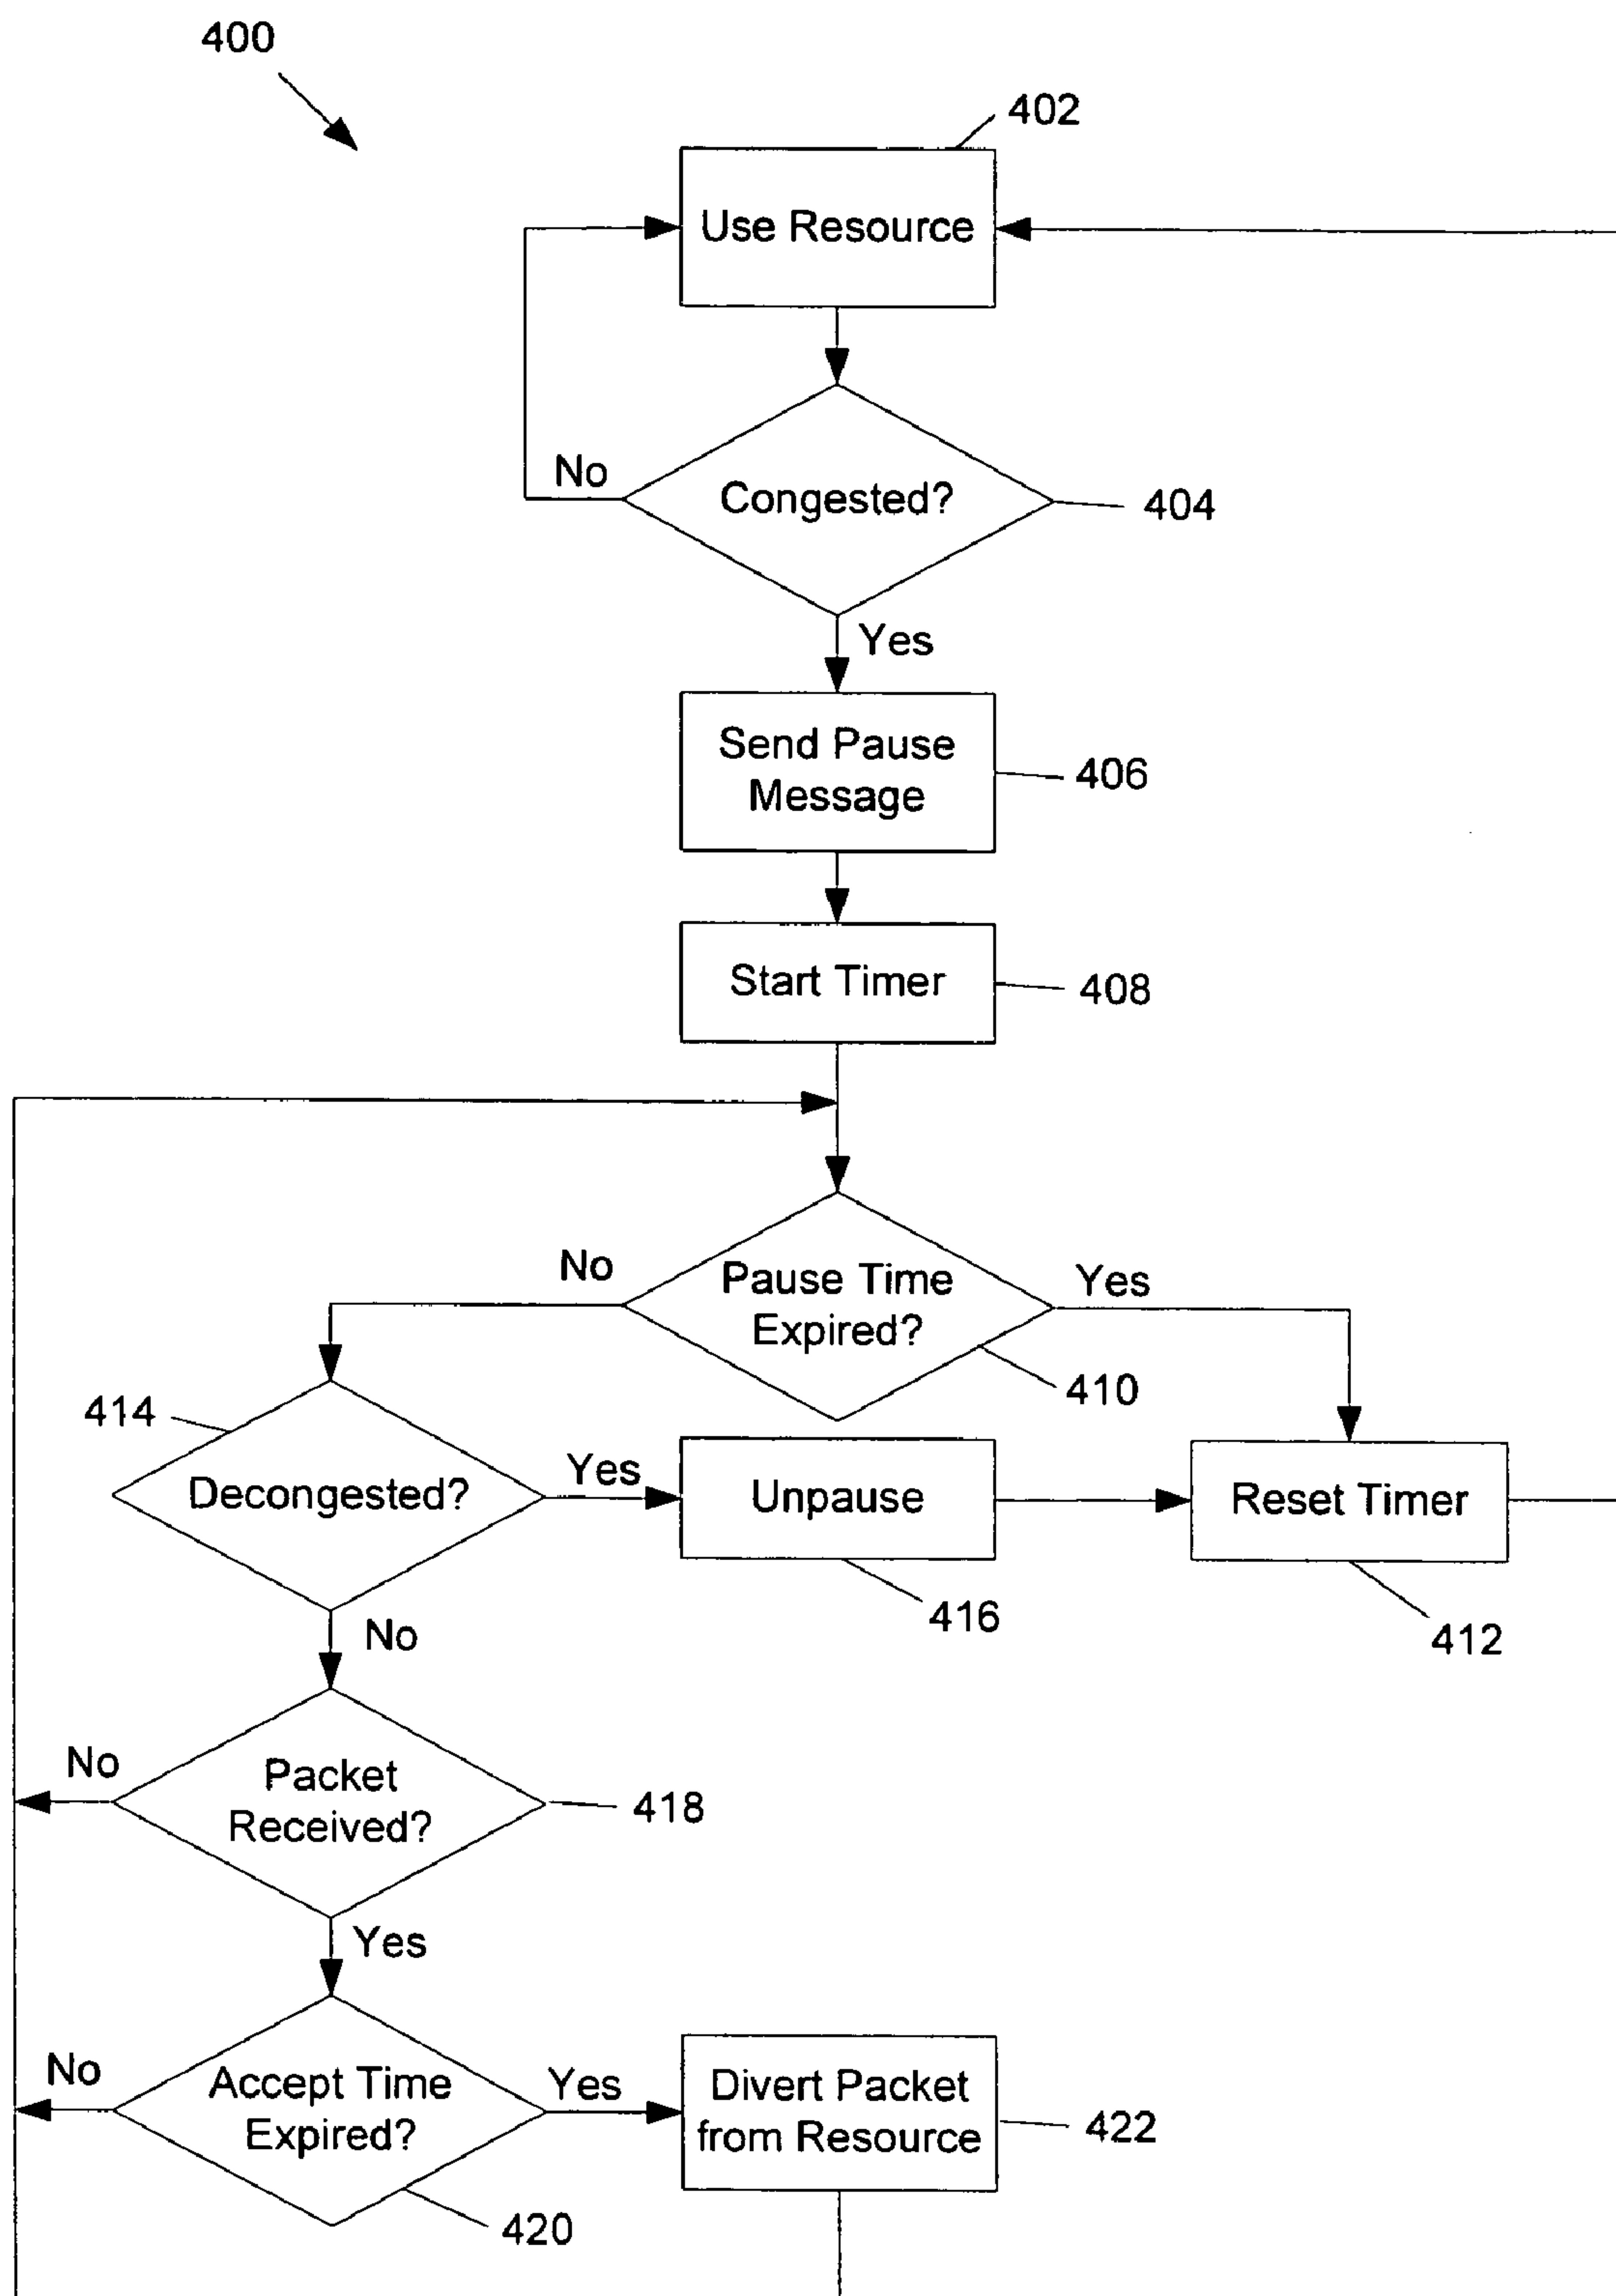 400
402
Use Resource
No
Congested?
404
Yes
Send Pause
Message
406
Start Timer
408
No
Pause Time
Expired?
Yes
410
414
Decongested?
Yes
Unpause
Reset Timer
416
412
No
No
Packet
Received?
418
Yes
No
Accept Time
Expired?
Yes
Divert Packet
from Resource
422
420